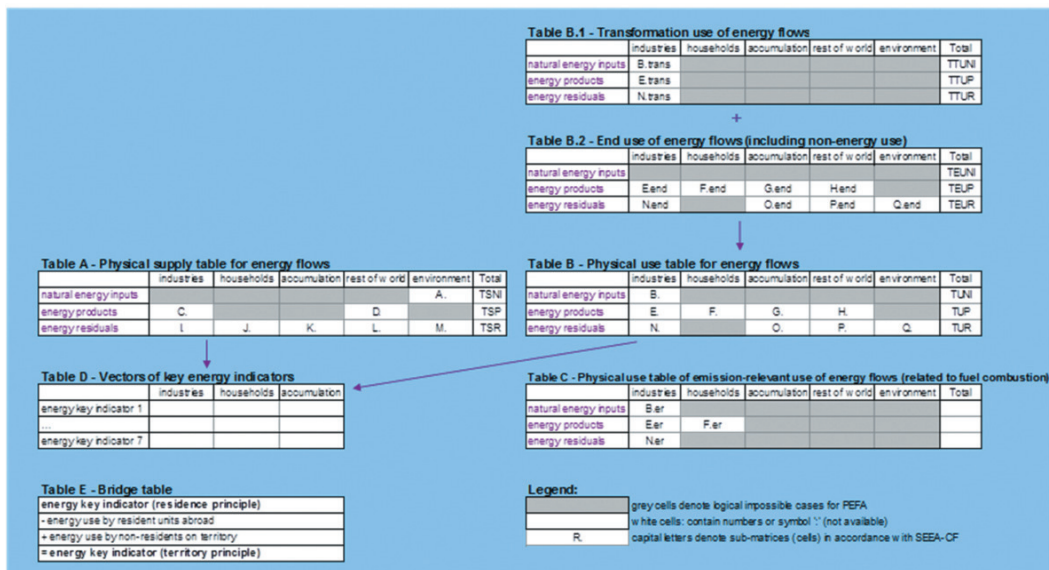 Table B.1 - Transformation use of energy flows
industries households accumulation rest of world environment Total
natural energy inputs B.trans TTUNI
energy products E.trans TTUP
energy residuals N.trans TTUR
+
Table B.2 - End use of energy flows (including non-energy use)
industries households accumulation rest of world environment Total
natural energy inputs TEUNI
energy products E.end F.end G.end H.end TEUP
energy residuals N.end O.end P.end Q.end TEUR
Table A - Physical supply table for energy flows
industries households accumulation rest of world environment Total
natural energy inputs A. TSNI
energy products C. D. TSP
energy residuals I. J. K. L. M. TSR
Table B - Physical use table for energy flows
industries households accumulation rest of world environment Total
natural energy inputs B. TUNI
energy products E. F. G. H. TUP
energy residuals N. O. P. Q. TUR
Table D - Vectors of key energy indicators
industries households accumulation
energy key indicator 1
...
energy key indicator 7
Table C - Physical use table of emission-relevant use of energy flows (related to fuel combustion)
industries households accumulation rest of world environment Total
natural energy inputs B.er
energy products E.er F.er
energy residuals N.er
Table E - Bridge table
energy key indicator (residence principle)
- energy use by resident units abroad
+ energy use by non-residents on territory
= energy key indicator (territory principle)
Legend:
grey cells denote logical impossible cases for PEFA
white cells: contain numbers or symbol ':' (not available)
R. capital letters denote sub-matrices (cells) in accordance with SEEA-CF